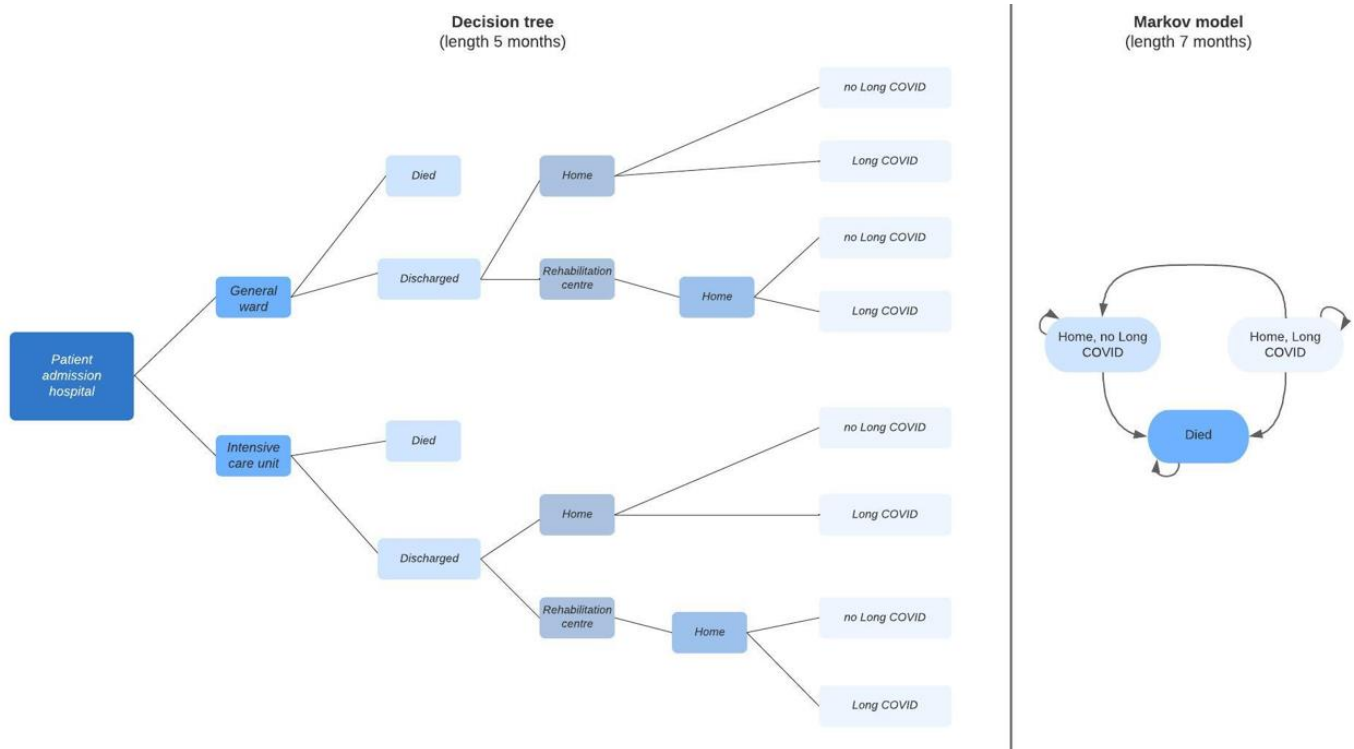 Decision tree
(length 5 months)
Markov model
(length 7 months)
Patient
admission
hospital
General
ward
Died
Discharged
Home
no Long COVID
Long COVID
Rehabilitation
centre
Home
no Long COVID
Long COVID
Intensive
care unit
Died
Discharged
Home
no Long COVID
Long COVID
Rehabilitation
centre
Home
no Long COVID
Long COVID
Home, no Long
COVID
Home, Long
COVID
Died